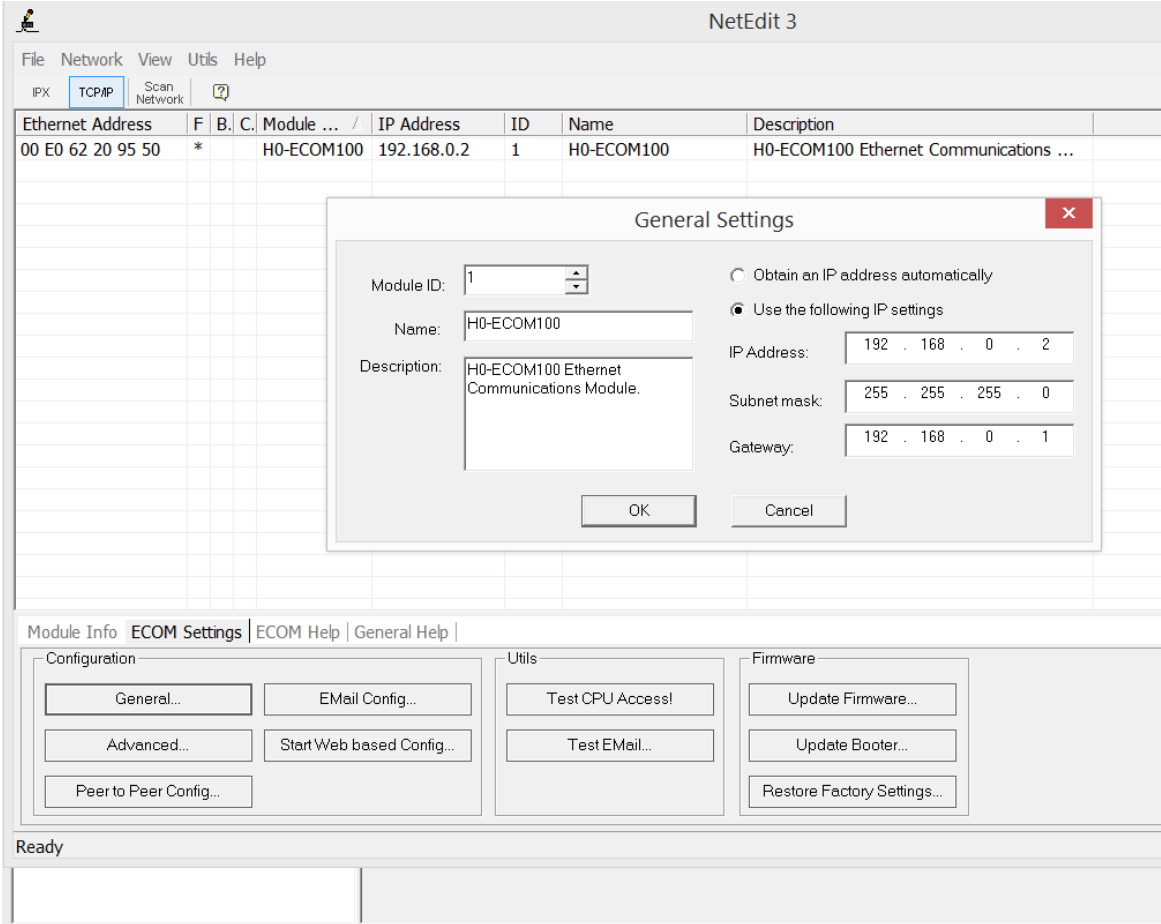 NetEdit 3
File Network View Utils Help
IPX TCP/IP Scan Network
Ethernet Address F B. C. Module ... IP Address ID Name Description
00 E0 62 20 95 50 * H0-ECOM100 192.168.0.2 1 H0-ECOM100 H0-ECOM100 Ethernet Communications ...
General Settings
Module ID: 1
Name: H0-ECOM100
Description: H0-ECOM100 Ethernet
Communications Module.
Obtain an IP address automatically
Use the following IP settings
IP Address: 192 . 168 . 0 . 2
Subnet mask: 255 . 255 . 255 . 0
Gateway: 192 . 168 . 0 . 1
OK Cancel
Module Info ECOM Settings ECOM Help General Help
Configuration Utils Firmware
General... EMail Config... Test CPU Access! Update Firmware...
Advanced... Start Web based Config... Test EMail... Update Booter...
Peer to Peer Config... Restore Factory Settings...
Ready